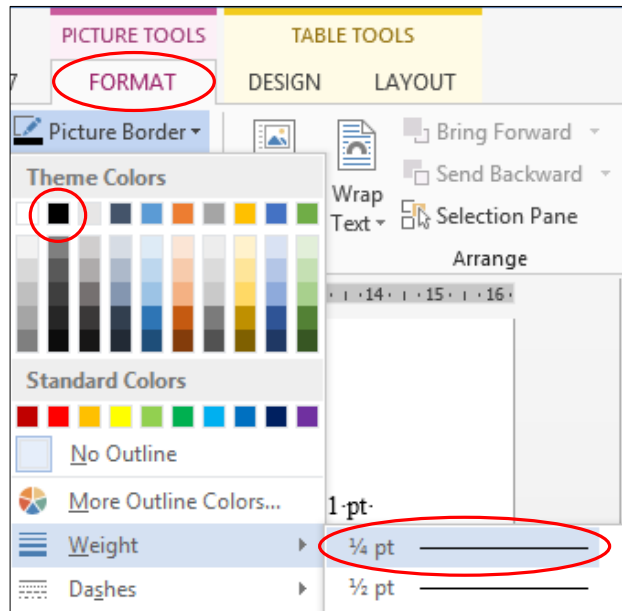 PICTURE TOOLS TABLE TOOLS
FORMAT DESIGN LAYOUT
Picture Border
Bring Forward
Send Backward
Wrap
Text
Selection Pane
Arrange
Theme Colors
14 15 16
Standard Colors
No Outline
More Outline Colors...
1·pt·
Weight
¼ pt
Dashes
½ pt